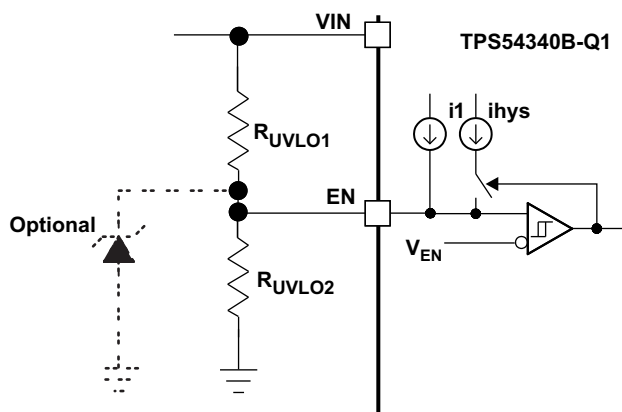 VIN
TPS54340B-Q1
i1 ihys
RUVLO1
EN
Optional
VEN
RUVLO2